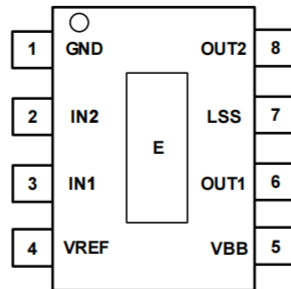 1 GND OUT2 8
2 IN2 LSS 7
E
3 IN1 OUT1 6
4 VREF VBB 5